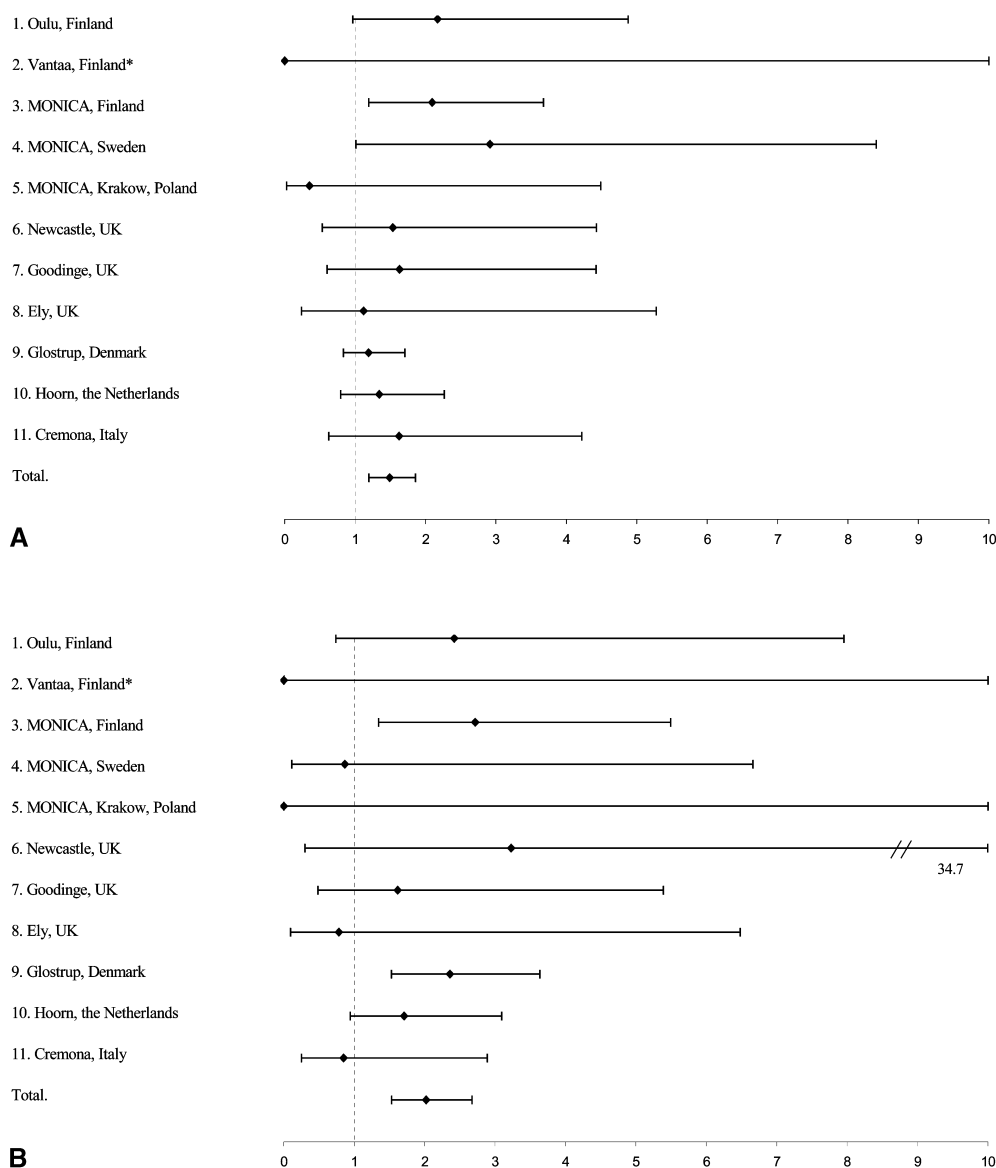 1. Oulu, Finland
2. Vantaa, Finland*
3. MONICA, Finland
4. MONICA, Sweden
5. MONICA, Krakow, Poland
6. Newcastle, UK
7. Goodinge, UK
8. Ely, UK
9. Glostrup, Denmark
10. Hoorn, the Netherlands
11. Cremona, Italy
Total.
A
0 1 2 3 4 5 6 7 8 9 10
1. Oulu, Finland
2. Vantaa, Finland*
3. MONICA, Finland
4. MONICA, Sweden
5. MONICA, Krakow, Poland
6. Newcastle, UK
34.7
7. Goodinge, UK
8. Ely, UK
9. Glostrup, Denmark
10. Hoorn, the Netherlands
11. Cremona, Italy
Total.
B
0 1 2 3 4 5 6 7 8 9 10